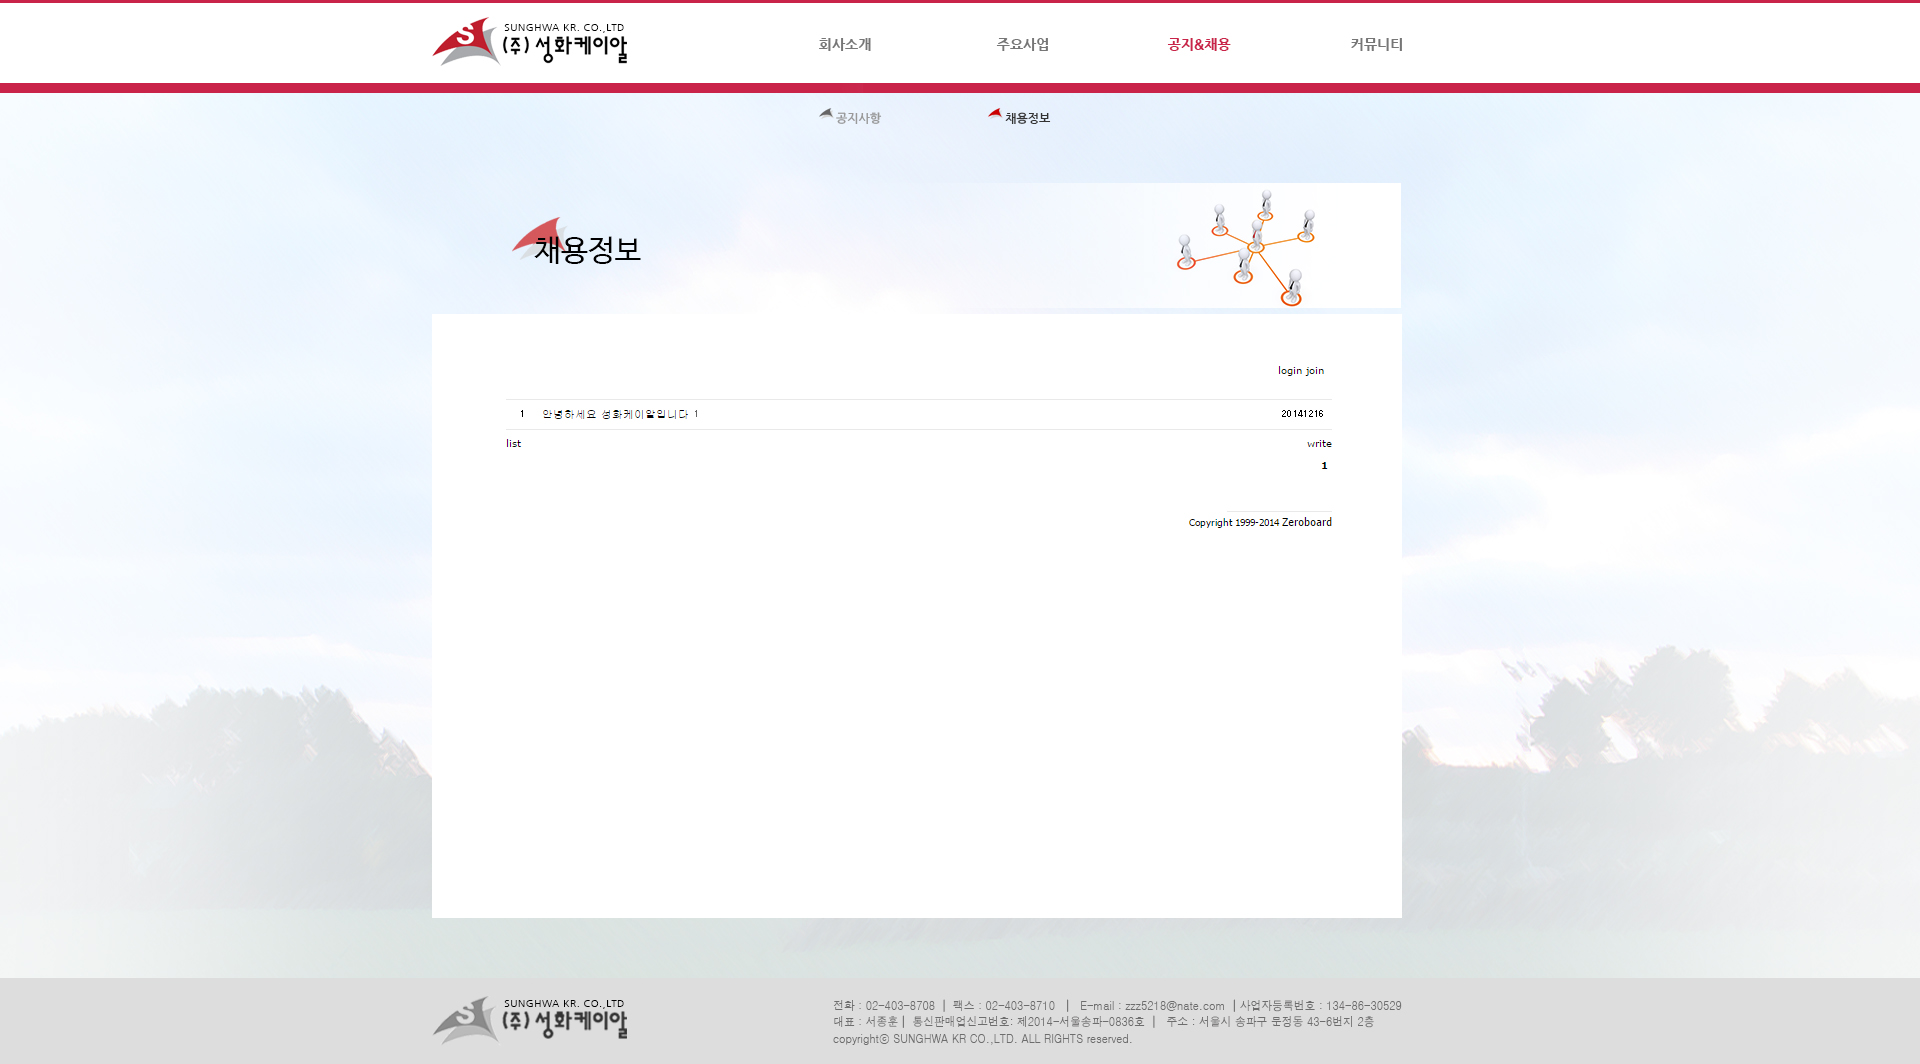 SUNGHWA KR. CO.,LTD
(주) 성화케이알
회사소개 주요사업 공지&채용 커뮤니티
공지사항 채용정보
채용정보
login join
1 안녕하세요 성화케이알입니다 1 20141216
list write
1
Copyright 1999-2014 Zeroboard
SUNGHWA KR. CO.,LTD
(주) 성화케이알
전화 : 02-403-8708 | 팩스 : 02-403-8710 | E-mail : zzz5218@nate.com | 사업자등록번호 : 134-86-30529
대표 : 서종훈 | 통신판매업신고번호: 제2014-서울송파-0836호 | 주소 : 서울시 송파구 문정동 43-6번지 2층
copyrightⓒ SUNGHWA KR CO.,LTD. ALL RIGHTS reserved.